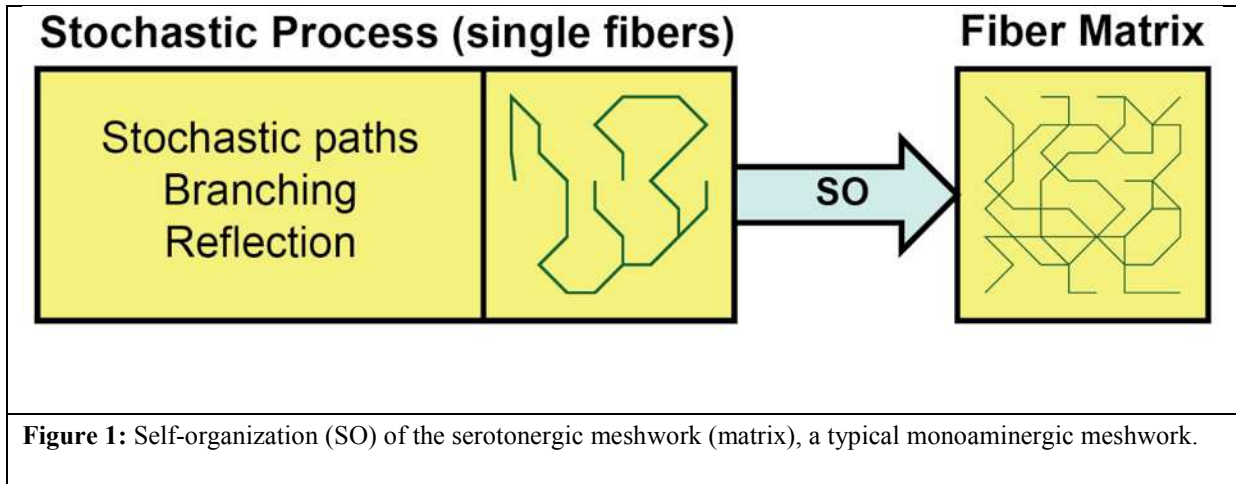 Stochastic Process (single fibers)
Fiber Matrix
Stochastic paths
Branching
Reflection
SO
Figure 1: Self-organization (SO) of the serotonergic meshwork (matrix), a typical monoaminergic meshwork.